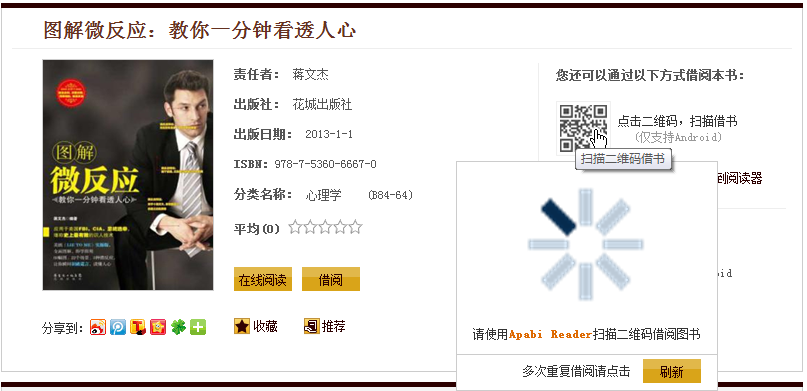 图解微反应：教你一分钟看透人心
图解
微反应
教你一分钟看透人心
责任者： 蒋文杰
出版社： 花城出版社
出版日期： 2013-1-1
ISBN：978-7-5360-6667-0
分类名称： 心理学 （B84-64）
平均(0)
在线阅读 借阅
分享到： 收藏 推荐
您还可以通过以下方式借阅本书：
点击二维码，扫描借书
(仅支持Android)
扫描二维码借书
到阅读器
请使用Apabi Reader扫描二维码借阅图书
多次重复借阅请点击 刷新